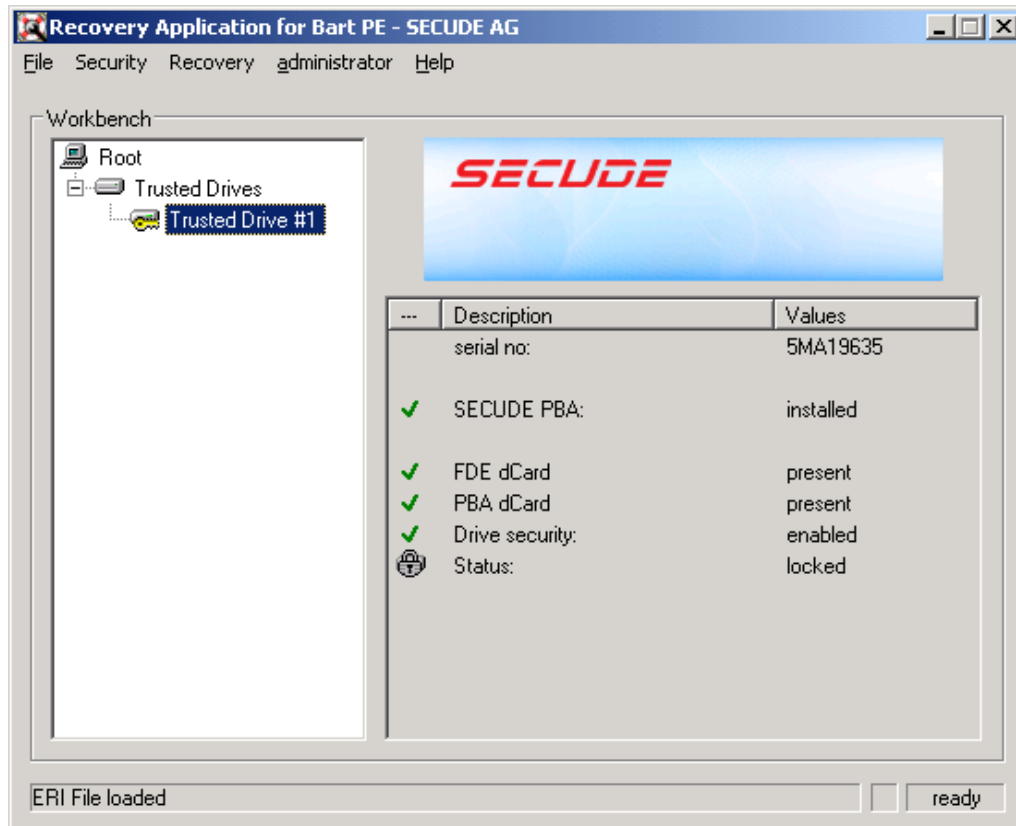 Recovery Application for Bart PE - SECUDE AG
File Security Recovery administrator Help
Workbench
Root
Trusted Drives
Trusted Drive #1
SECUDE
--- Description Values
serial no: 5MA19635
SECUDE PBA: installed
FDE dCard present
PBA dCard present
Drive security: enabled
Status: locked
ERI File loaded ready